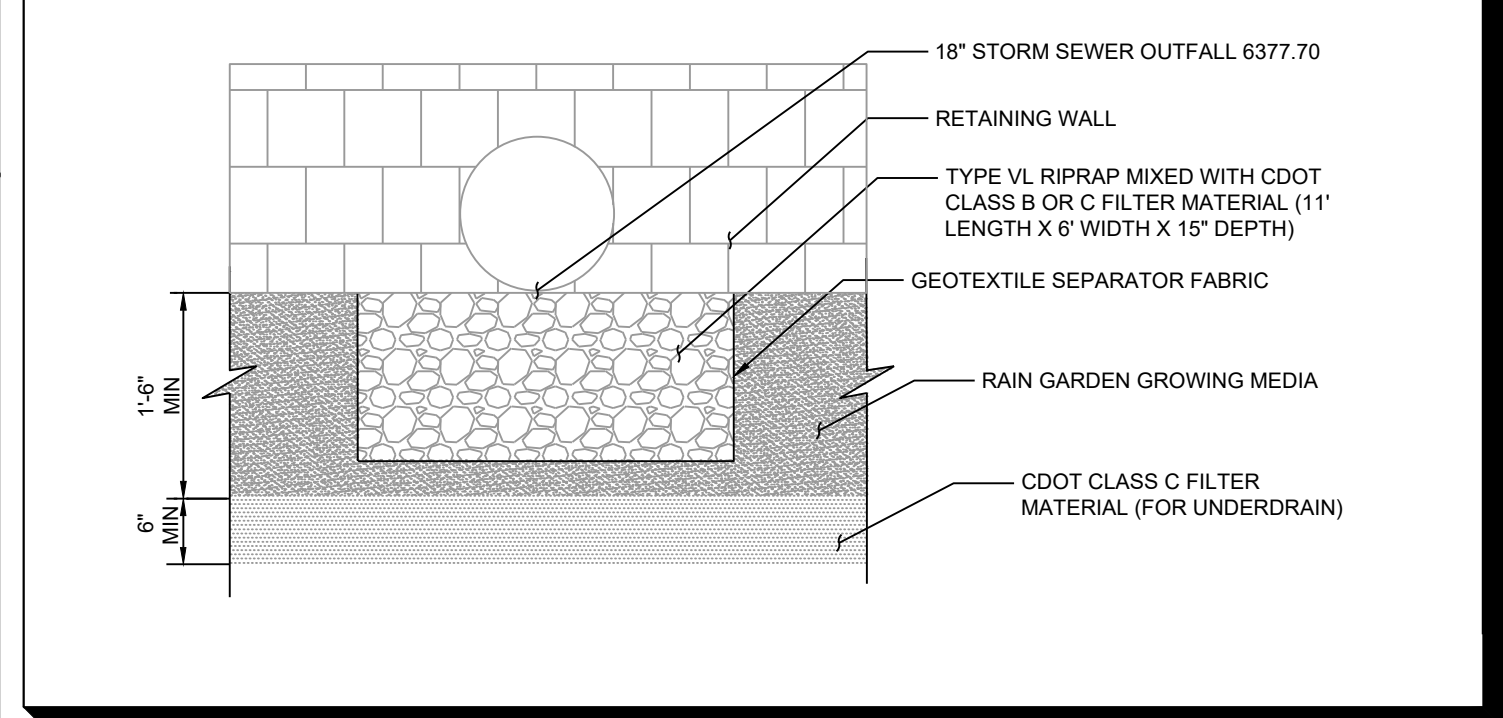 18" STORM SEWER OUTFALL 6377.70
RETAINING WALL
TYPE VL RIPRAP MIXED WITH CDOT
CLASS B OR C FILTER MATERIAL (11'
LENGTH X 6' WIDTH X 15" DEPTH)
GEOTEXTILE SEPARATOR FABRIC
RAIN GARDEN GROWING MEDIA
CDOT CLASS C FILTER
MATERIAL (FOR UNDERDRAIN)
1'-6"
MIN
6"
MIN